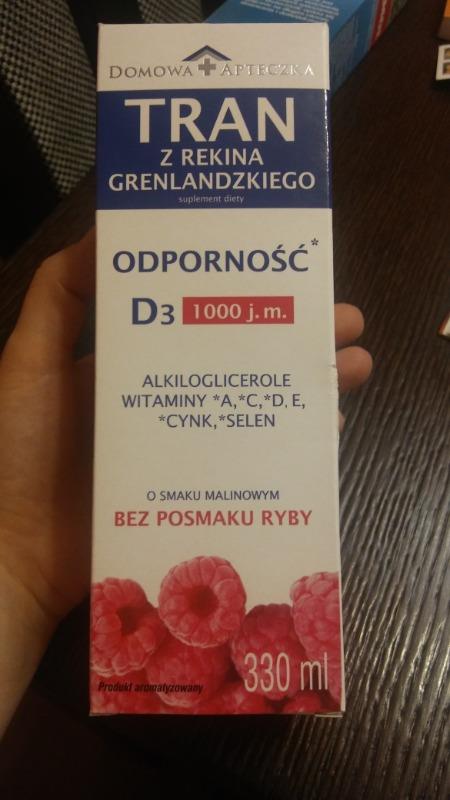 DOMOWA APTECZKA
TRAN
Z REKINA
GRENLANDZKIEGO
suplement diety
ODPORNOŚĆ*
D3 1000 j.m.
ALKILOGLICEROLE
WITAMINY *A,*C,*D, E,
*CYNK,*SELEN
O SMAKU MALINOWYM
BEZ POSMAKU RYBY
Produkt aromatyzowany
330 ml